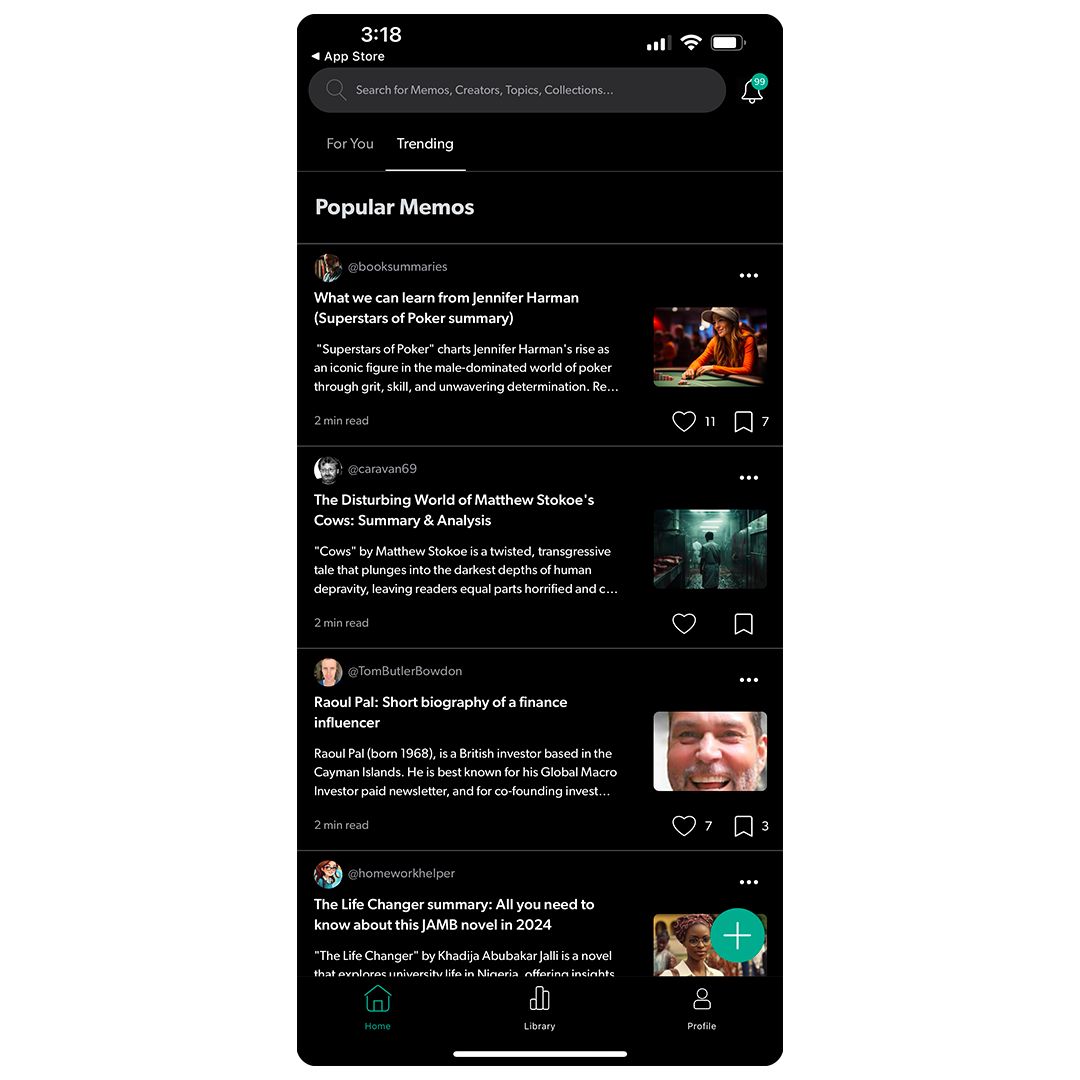 3:18
◀ App Store
Search for Memos, Creators, Topics, Collections...
99
For You Trending
Popular Memos
@booksummaries
What we can learn from Jennifer Harman
(Superstars of Poker summary)
"Superstars of Poker" charts Jennifer Harman's rise as
an iconic figure in the male-dominated world of poker
through grit, skill, and unwavering determination. Re...
2 min read
11 7
@caravan69
The Disturbing World of Matthew Stokoe's
Cows: Summary & Analysis
"Cows" by Matthew Stokoe is a twisted, transgressive
tale that plunges into the darkest depths of human
depravity, leaving readers equal parts horrified and c...
2 min read
@TomButlerBowdon
Raoul Pal: Short biography of a finance
influencer
Raoul Pal (born 1968), is a British investor based in the
Cayman Islands. He is best known for his Global Macro
Investor paid newsletter, and for co-founding invest...
2 min read
7 3
@homeworkhelper
The Life Changer summary: All you need to
know about this JAMB novel in 2024
"The Life Changer" by Khadija Abubakar Jalli is a novel
that explores university life in Nigeria, offering insights
Home Library Profile